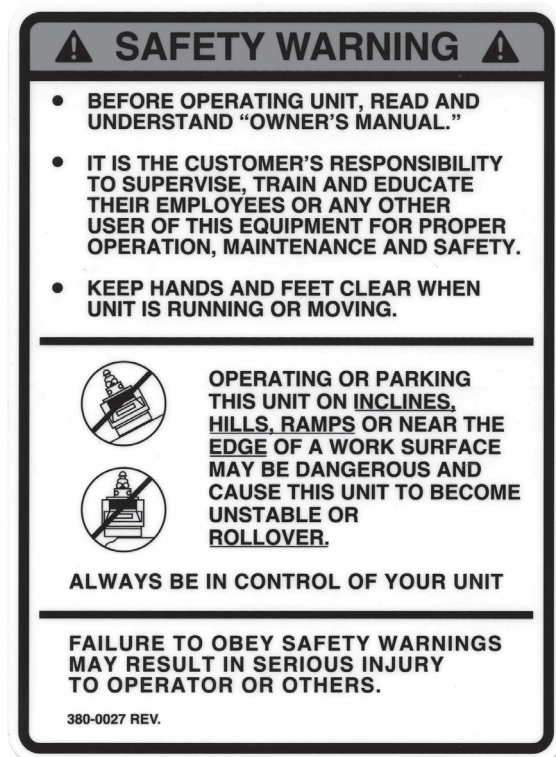 SAFETY WARNING
• BEFORE OPERATING UNIT, READ AND
UNDERSTAND “OWNER’S MANUAL.”
• IT IS THE CUSTOMER’S RESPONSIBILITY
TO SUPERVISE, TRAIN AND EDUCATE
THEIR EMPLOYEES OR ANY OTHER
USER OF THIS EQUIPMENT FOR PROPER
OPERATION, MAINTENANCE AND SAFETY.
• KEEP HANDS AND FEET CLEAR WHEN
UNIT IS RUNNING OR MOVING.
OPERATING OR PARKING
THIS UNIT ON INCLINES,
HILLS, RAMPS OR NEAR THE
EDGE OF A WORK SURFACE
MAY BE DANGEROUS AND
CAUSE THIS UNIT TO BECOME
UNSTABLE OR
ROLLOVER.
ALWAYS BE IN CONTROL OF YOUR UNIT
FAILURE TO OBEY SAFETY WARNINGS
MAY RESULT IN SERIOUS INJURY
TO OPERATOR OR OTHERS.
380-0027 REV.